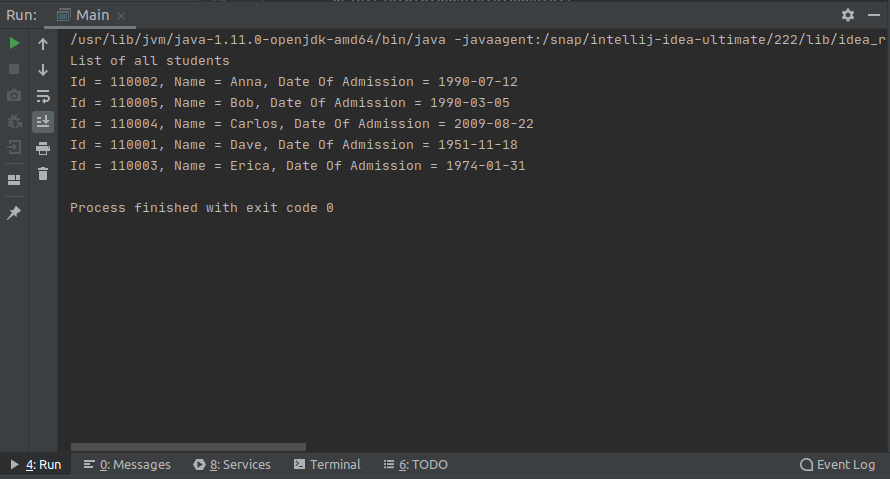 Run: Main
/usr/lib/jvm/java-1.11.0-openjdk-amd64/bin/java -javaagent:/snap/intellij-idea-ultimate/222/lib/idea_r
List of all students
Id = 110002, Name = Anna, Date Of Admission = 1990-07-12
Id = 110005, Name = Bob, Date Of Admission = 1990-03-05
Id = 110004, Name = Carlos, Date Of Admission = 2009-08-22
Id = 110001, Name = Dave, Date Of Admission = 1951-11-18
Id = 110003, Name = Erica, Date Of Admission = 1974-01-31
Process finished with exit code 0
4: Run 0: Messages 8: Services Terminal 6: TODO Event Log